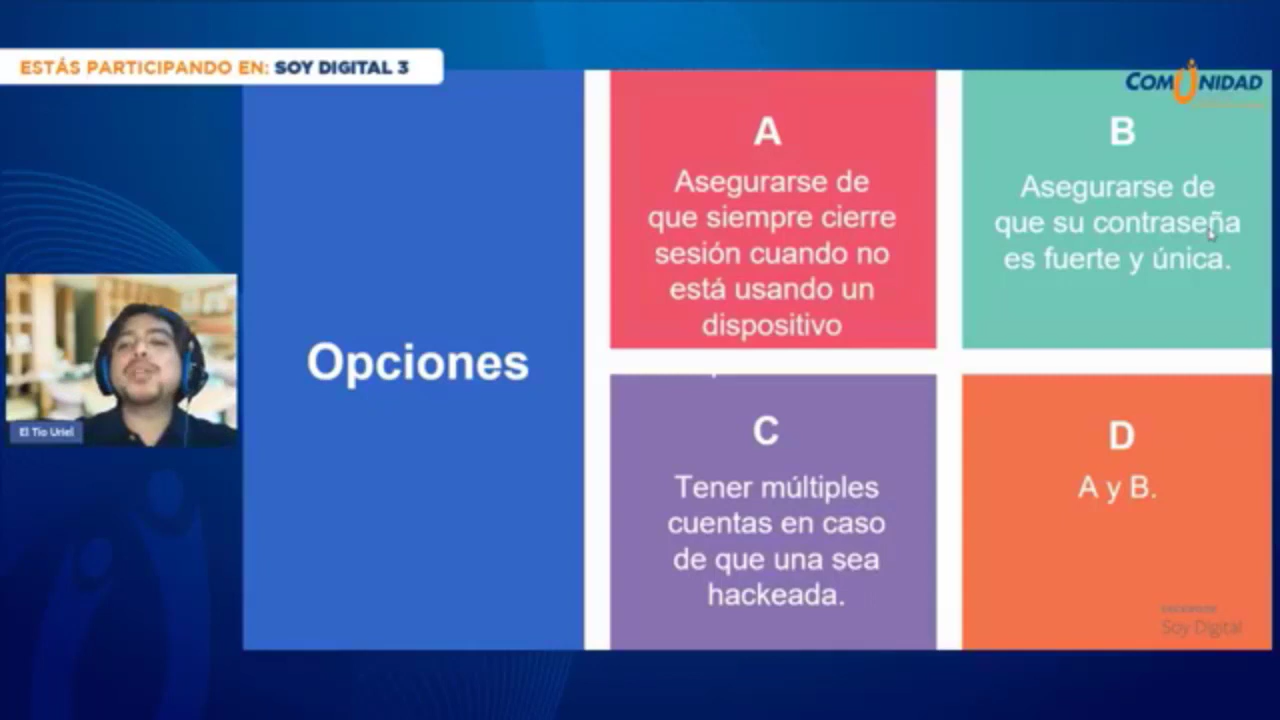 ESTÁS PARTICIPANDO EN: SOY DIGITAL 3
COMUNIDAD
A
Asegurarse de
que siempre cierre
sesión cuando no
está usando un
dispositivo
B
Asegurarse de
que su contraseña
es fuerte y única.
Opciones
El Tío Uriel
C
Tener múltiples
cuentas en caso
de que una sea
hackeada.
D
A y B.
Soy Digital